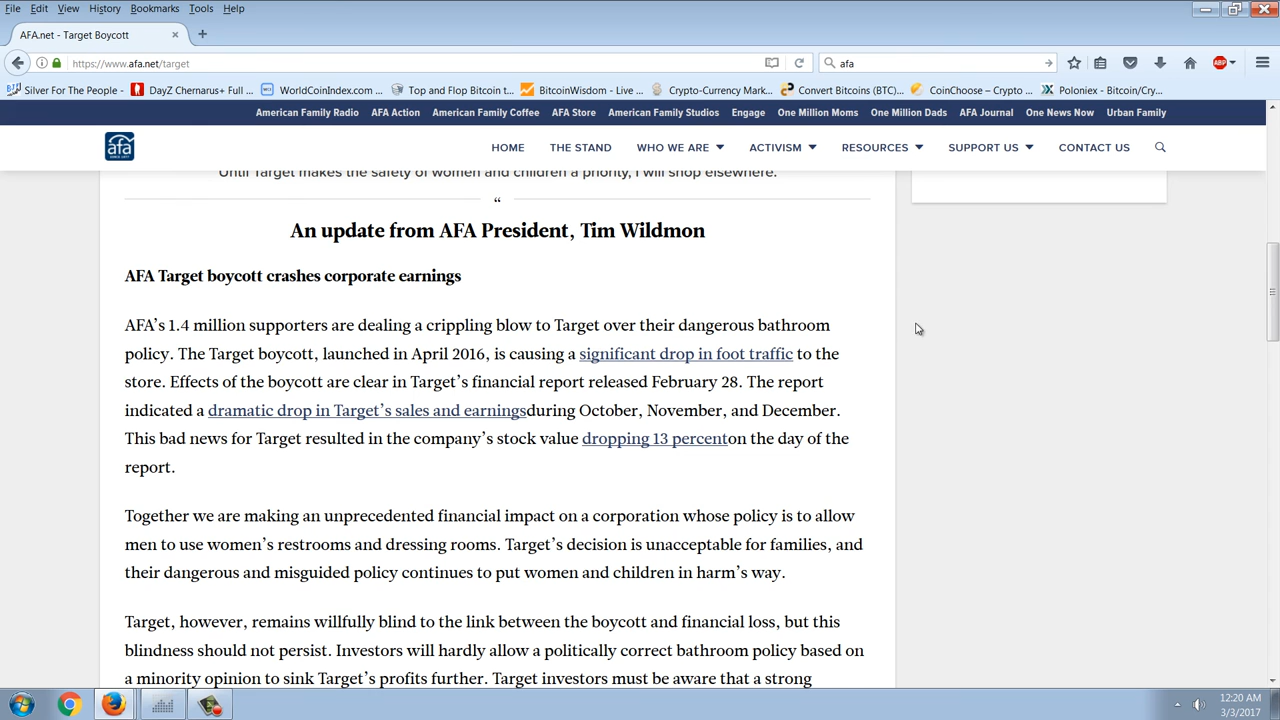 File Edit View History Bookmarks Tools Help
AFA.net - Target Boycott
https://www.afa.net/target
afa
ABP
Silver For The People - DayZ Chernarus+ Full ... WorldCoinIndex.com ... Top and Flop Bitcoin t... BitcoinWisdom - Live ... Crypto-Currency Mark... Convert Bitcoins (BTC)... CoinChoose – Crypto ... Poloniex - Bitcoin/Cry...
American Family Radio AFA Action American Family Coffee AFA Store American Family Studios Engage One Million Moms One Million Dads AFA Journal One News Now Urban Family
afa
HOME THE STAND WHO WE ARE ACTIVISM RESOURCES SUPPORT US CONTACT US
Until Target makes the safety of women and children a priority, I will shop elsewhere.
“
An update from AFA President, Tim Wildmon
AFA Target boycott crashes corporate earnings
AFA’s 1.4 million supporters are dealing a crippling blow to Target over their dangerous bathroom
policy. The Target boycott, launched in April 2016, is causing a significant drop in foot traffic to the
store. Effects of the boycott are clear in Target’s financial report released February 28. The report
indicated a dramatic drop in Target’s sales and earningsduring October, November, and December.
This bad news for Target resulted in the company’s stock value dropping 13 percenton the day of the
report.
Together we are making an unprecedented financial impact on a corporation whose policy is to allow
men to use women’s restrooms and dressing rooms. Target’s decision is unacceptable for families, and
their dangerous and misguided policy continues to put women and children in harm’s way.
Target, however, remains willfully blind to the link between the boycott and financial loss, but this
blindness should not persist. Investors will hardly allow a politically correct bathroom policy based on
a minority opinion to sink Target’s profits further. Target investors must be aware that a strong
12:20 AM
3/3/2017